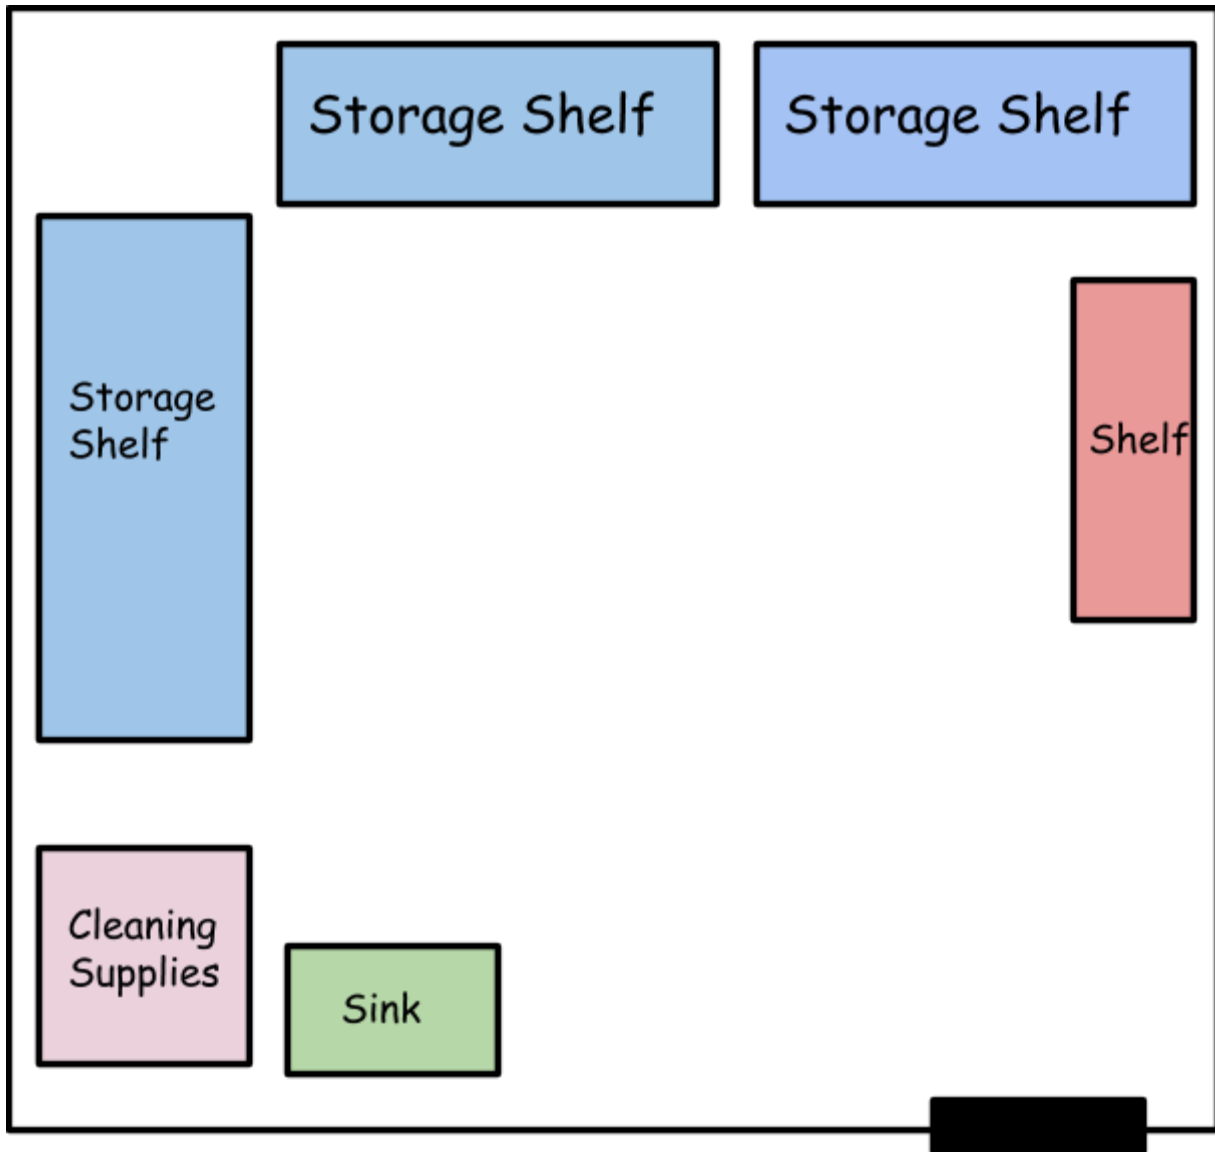 Storage Shelf
Storage Shelf
Storage
Shelf
Shelf
Cleaning
Supplies
Sink